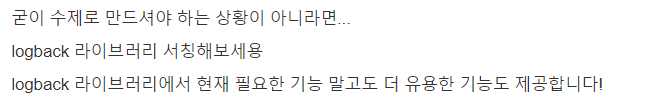 굳이 수제로 만드셔야 하는 상황이 아니라면...
logback 라이브러리 서칭해보세용
logback 라이브러리에서 현재 필요한 기능 말고도 더 유용한 기능도 제공합니다!